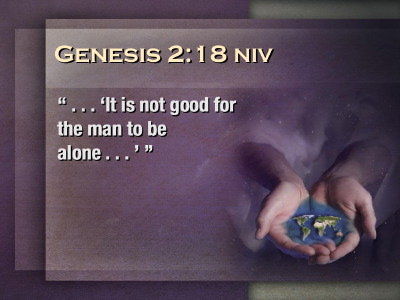 Genesis 2:18 NIV
“ . . . ‘It is not good for
the man to be
alone . . . ’ ”